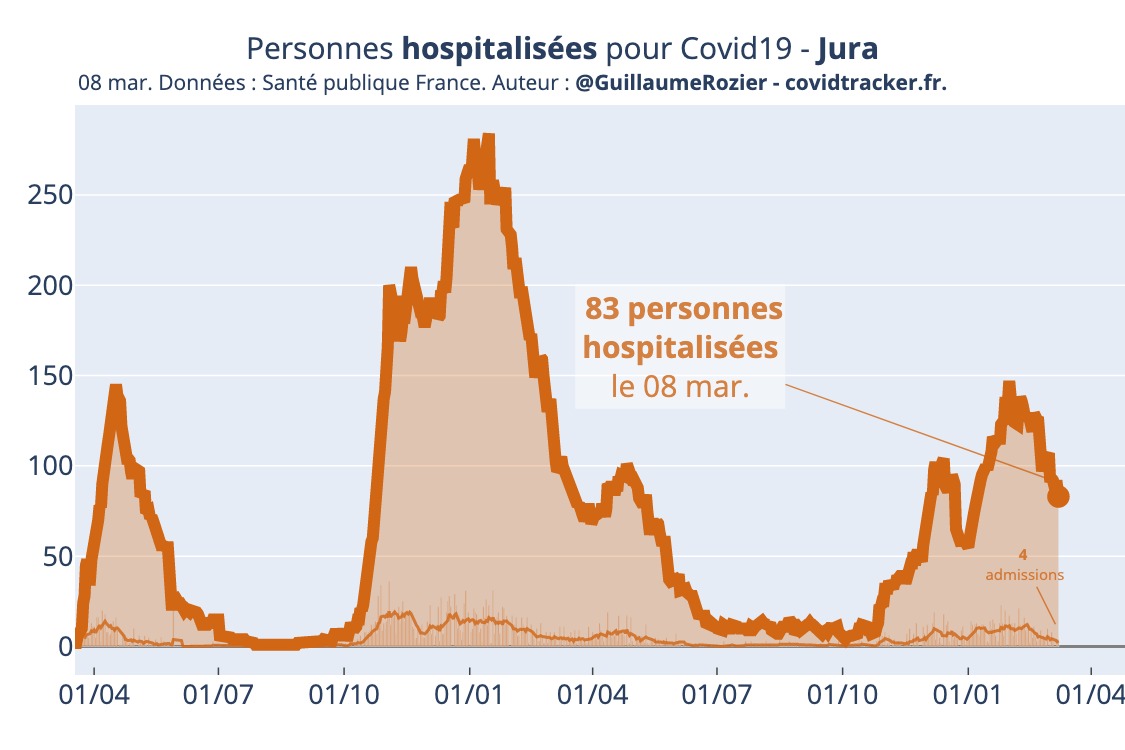 Personnes hospitalisées pour Covid19 - Jura
08 mar. Données : Santé publique France. Auteur : @GuillaumeRozier - covidtracker.fr.
250
200
150
100
50
0
83 personnes
hospitalisées
le 08 mar.
4
admissions
01/04 01/07 01/10 01/01 01/04 01/07 01/10 01/01 01/04